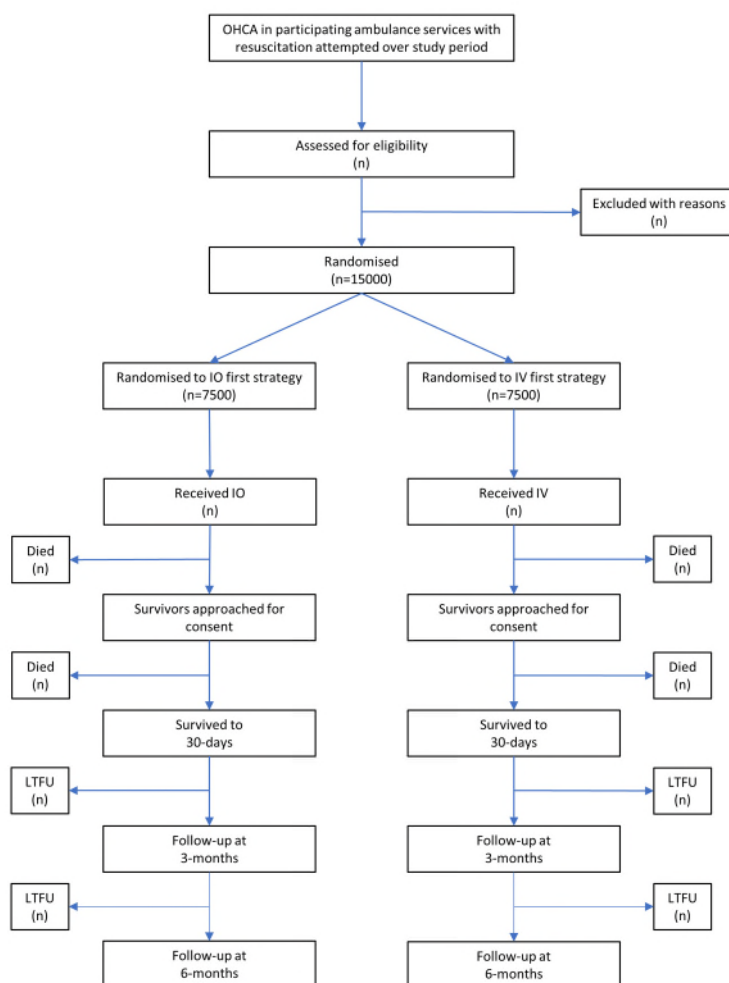 OHCA in participating ambulance services with
resuscitation attempted over study period
Assessed for eligibility
(n)
Excluded with reasons
(n)
Randomised
(n=15000)
Randomised to IO first strategy
(n=7500)
Randomised to IV first strategy
(n=7500)
Received IO
(n)
Received IV
(n)
Died
(n)
Died
(n)
Survivors approached for
consent
Survivors approached for
consent
Died
(n)
Died
(n)
Survived to
30-days
Survived to
30-days
LTFU
(n)
LTFU
(n)
Follow-up at
3-months
Follow-up at
3-months
LTFU
(n)
LTFU
(n)
Follow-up at
6-months
Follow-up at
6-months